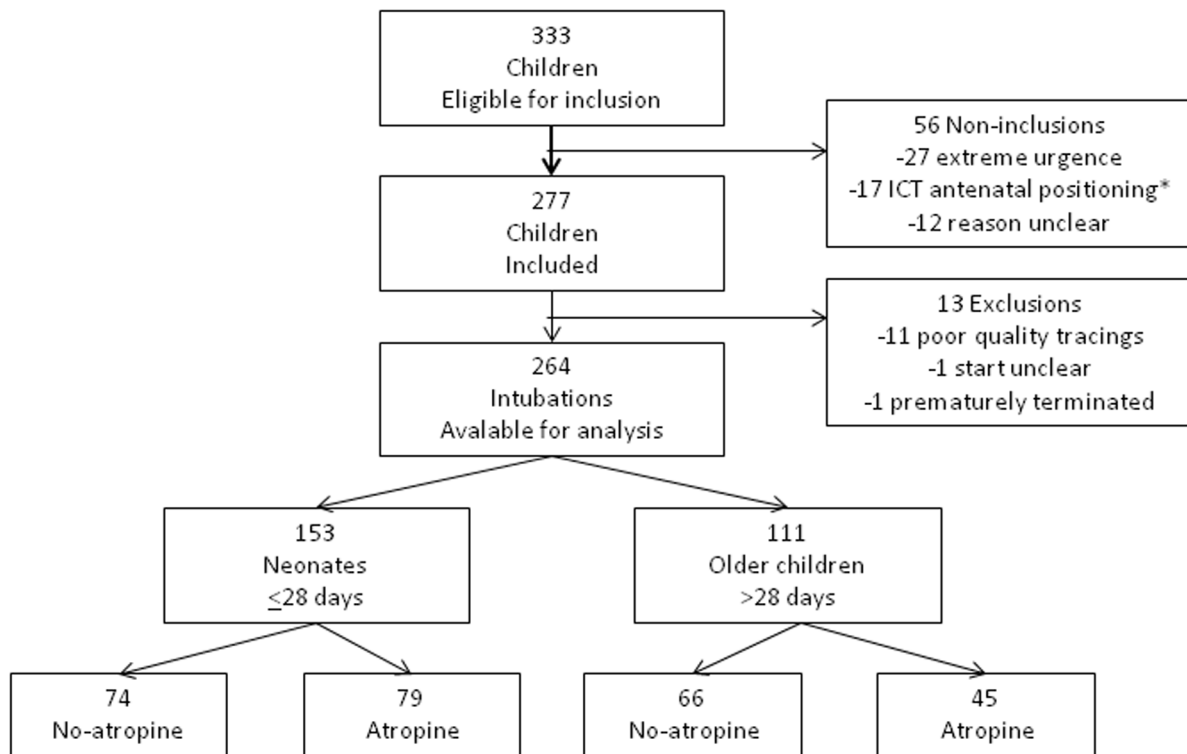 333
Children
Eligible for inclusion
56 Non-inclusions
-27 extreme urgence
-17 ICT antenatal positioning*
-12 reason unclear
277
Children
Included
13 Exclusions
-11 poor quality tracings
-1 start unclear
-1 prematurely terminated
264
Intubations
Avalable for analysis
153
Neonates
≤28 days
111
Older children
>28 days
74
No-atropine
79
Atropine
66
No-atropine
45
Atropine